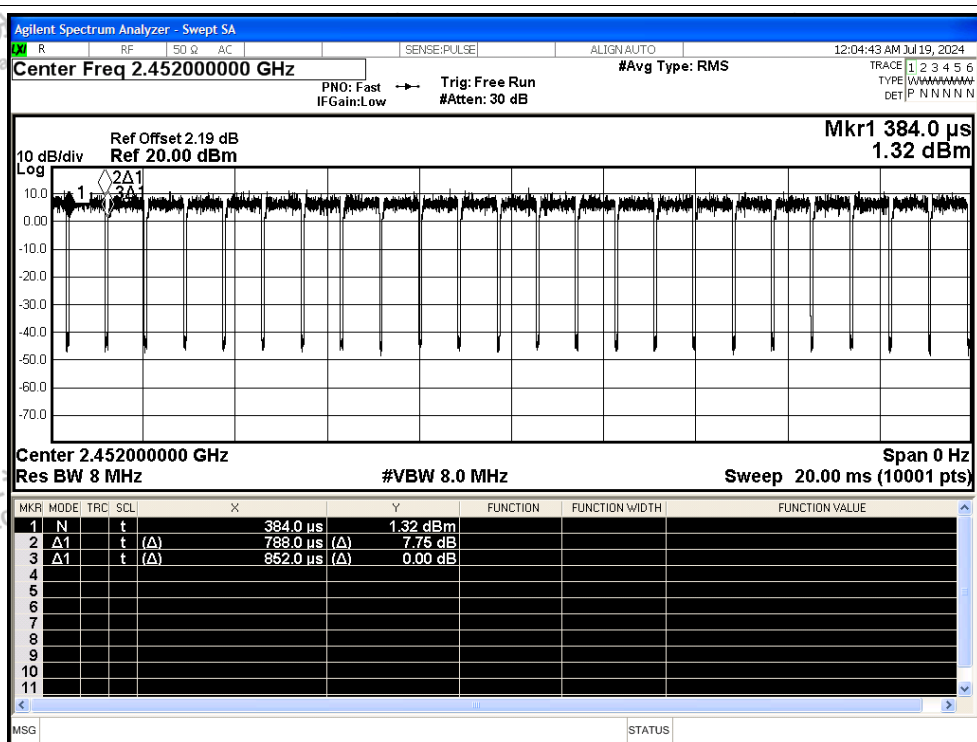 Agilent Spectrum Analyzer - Swept SA
LXI R RF 50 Ω AC SENSE:PULSE ALIGN AUTO 12:04:43 AM Jul 19, 2024
Center Freq 2.452000000 GHz #Avg Type: RMS TRACE 1 2 3 4 5 6
PNO: Fast Trig: Free Run TYPE WWWWWW
IFGain:Low #Atten: 30 dB DET P N N N N N
Mkr1 384.0 µs
1.32 dBm
Ref Offset 2.19 dB
10 dB/div Ref 20.00 dBm
Log
2Δ1
1 3Δ1
10.0
0.00
-10.0
-20.0
-30.0
-40.0
-50.0
-60.0
-70.0
Center 2.452000000 GHz Span 0 Hz
Res BW 8 MHz #VBW 8.0 MHz Sweep 20.00 ms (10001 pts)
MKR MODE TRC SCL X Y FUNCTION FUNCTION WIDTH FUNCTION VALUE
1 N t 384.0 µs 1.32 dBm
2 Δ1 t (Δ) 788.0 µs (Δ) 7.75 dB
3 Δ1 t (Δ) 852.0 µs (Δ) 0.00 dB
4
5
6
7
8
9
10
11
MSG STATUS